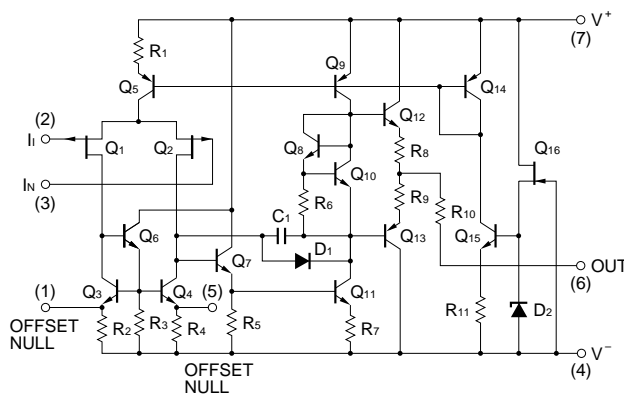 V+
(7)
R1
Q5
Q9
Q14
Q12
(2)
II
Q1
Q2
Q8
Q16
R8
Q10
IN
(3)
R6
R9
R10
C1
Q6
Q13
Q15
D1
Q7
OUT
(6)
(1)
Q3
Q4
(5)
Q11
OFFSET
NULL
R2
R3
R4
R5
R7
R11
D2
V−
(4)
OFFSET
NULL